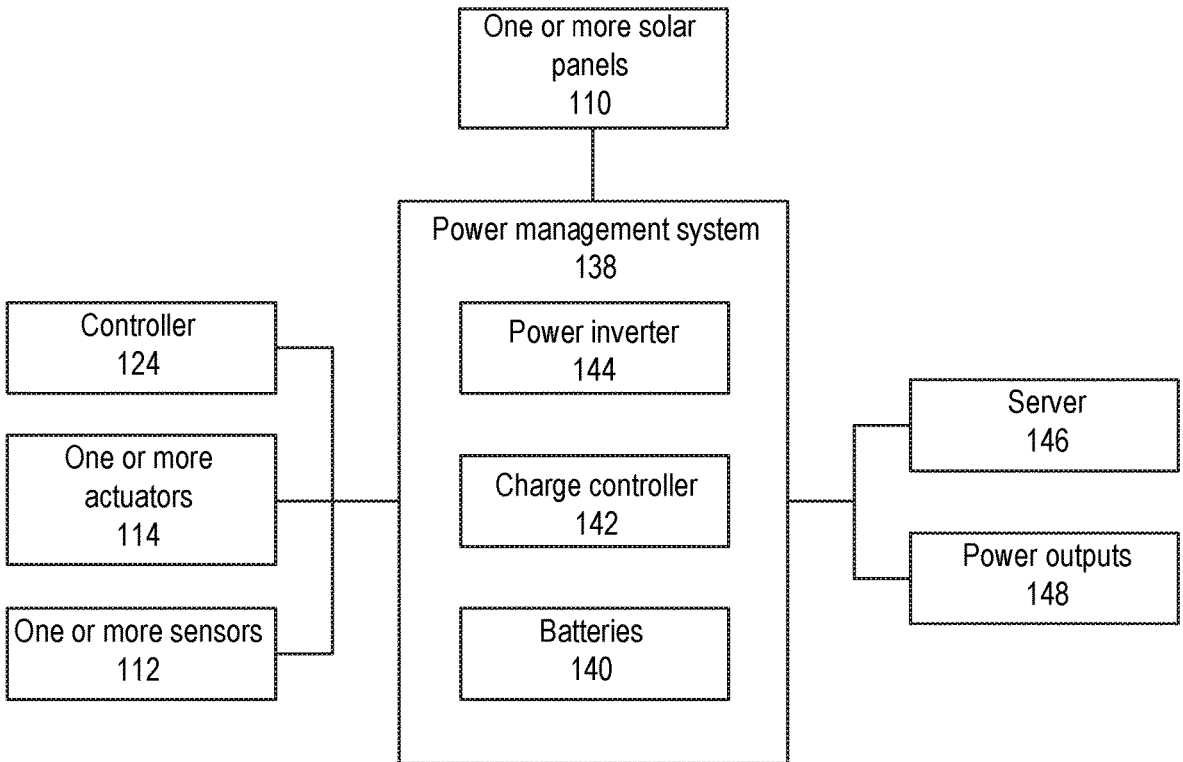 One or more solar
panels
110
Power management system
138
Controller
124
One or more
actuators
114
One or more sensors
112
Power inverter
144
Charge controller
142
Batteries
140
Server
146
Power outputs
148